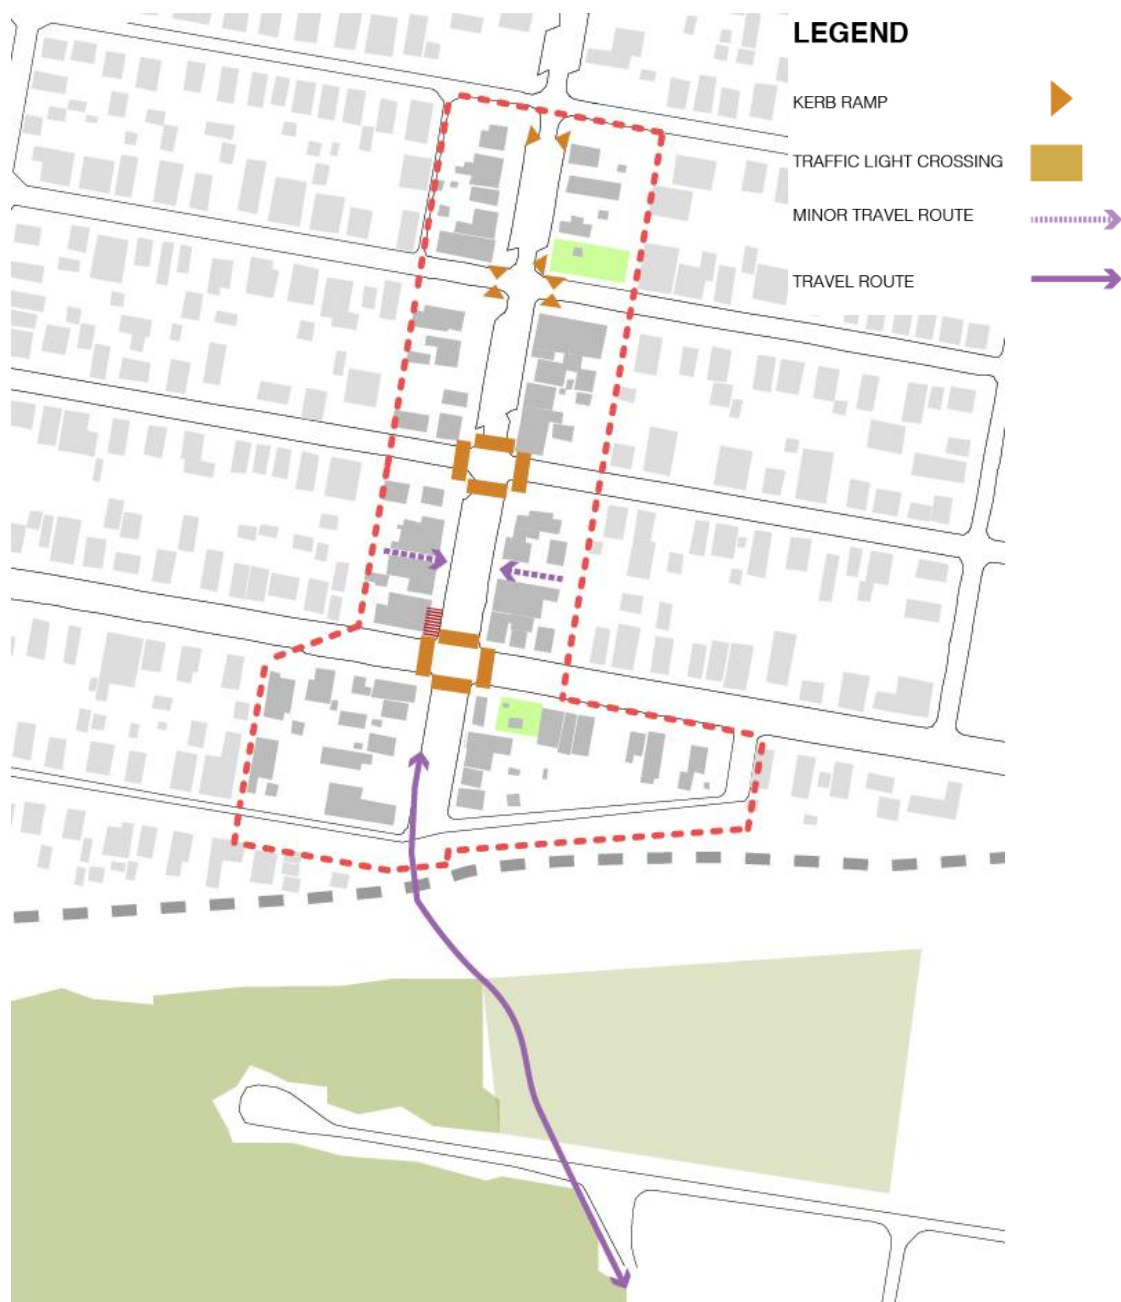 LEGEND
KERB RAMP
TRAFFIC LIGHT CROSSING
MINOR TRAVEL ROUTE
TRAVEL ROUTE